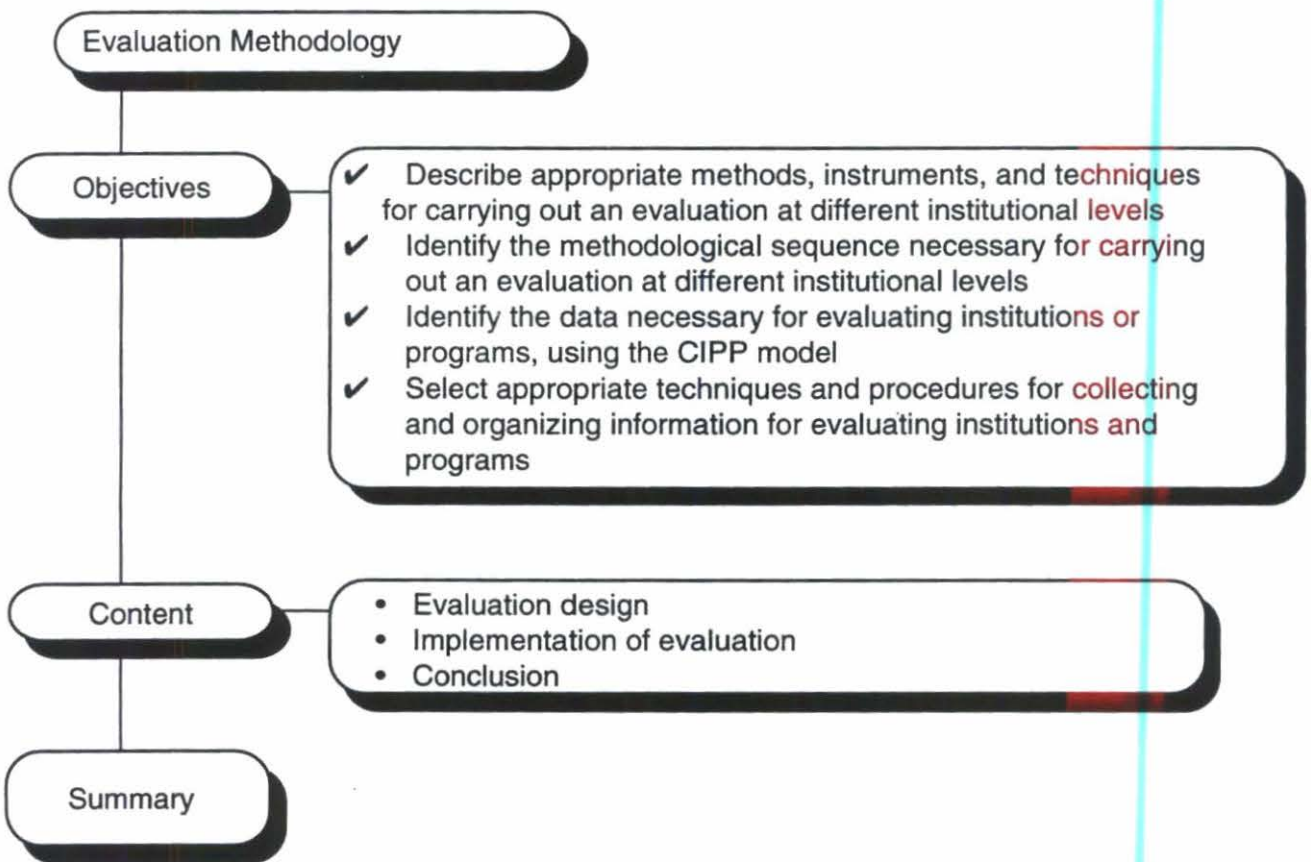 Evaluation Methodology
Objectives
✔ Describe appropriate methods, instruments, and techniques
for carrying out an evaluation at different institutional levels
✔ Identify the methodological sequence necessary for carrying
out an evaluation at different institutional levels
✔ Identify the data necessary for evaluating institutions or
programs, using the CIPP model
✔ Select appropriate techniques and procedures for collecting
and organizing information for evaluating institutions and
programs
Content
• Evaluation design
• Implementation of evaluation
• Conclusion
Summary